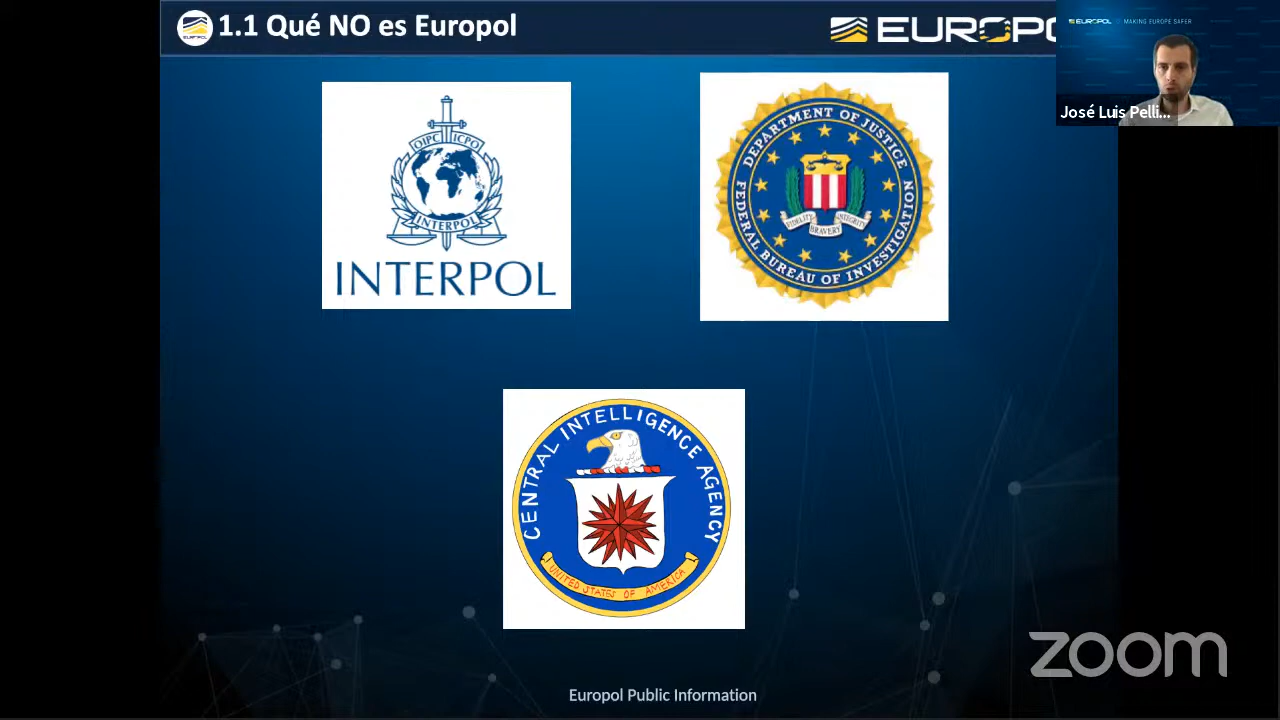 1.1 Qué NO es Europol
EUROPOL
EUROPO
EUROPOL
MAKING EUROPE SAFER
José Luis Pelli...
OIPC ICPO
INTERPOL
INTERPOL
DEPARTMENT OF JUSTICE
FEDERAL BUREAU OF INVESTIGATION
FIDELITY
BRAVERY
INTEGRITY
CENTRAL INTELLIGENCE AGENCY
UNITED STATES OF AMERICA
zoom
Europol Public Information